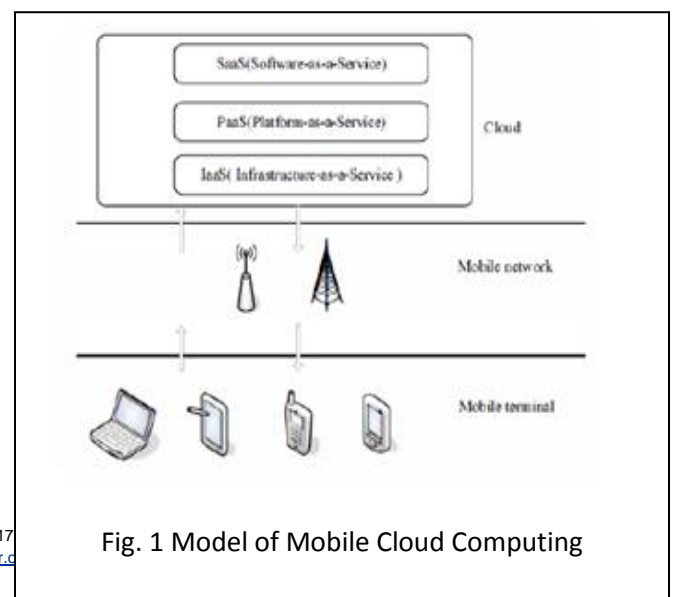 SaaS(Software-as-a-Service)
PaaS(Platform-as-a-Service)
Cloud
IaaS( Infrastructure-as-a-Service )
Mobile network
Mobile terminal
17
Fig. 1 Model of Mobile Cloud Computing